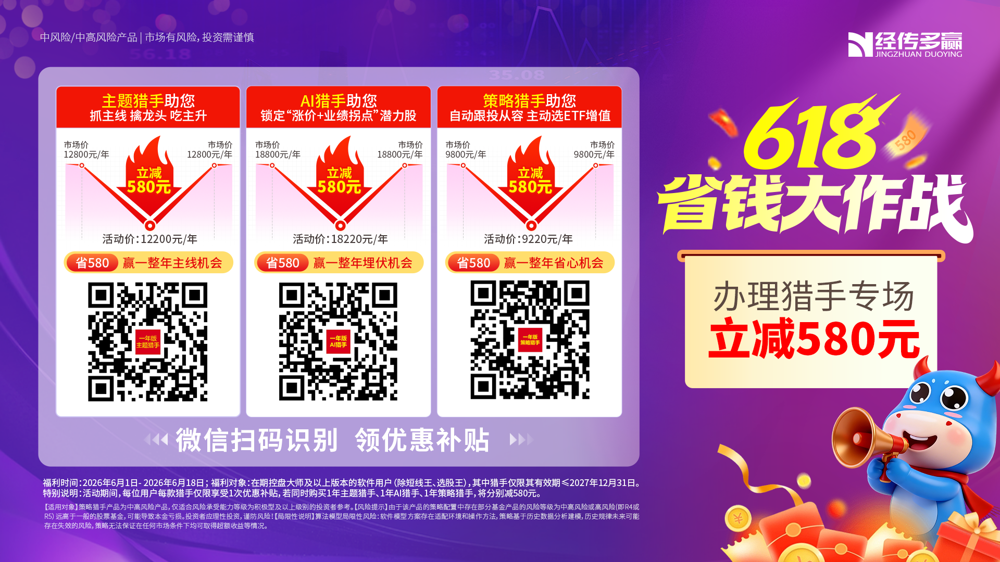 中风险/中高风险产品 | 市场有风险，投资需谨慎
经传多赢
JINGZHUAN DUOYING
主题猎手助您
抓主线 擒龙头 吃主升
市场价
12800元/年
市场价
12800元/年
立减
580元
活动价：12200元/年
省580 赢一整年主线机会
一年版
主题猎手
AI猎手助您
锁定“涨价+业绩拐点”潜力股
市场价
18800元/年
市场价
18800元/年
立减
580元
活动价：18220元/年
省580 赢一整年埋伏机会
一年版
AI猎手
策略猎手助您
自动跟投从容 主动选ETF增值
市场价
9800元/年
市场价
9800元/年
立减
580元
活动价：9220元/年
省580 赢一整年省心机会
一年版
策略猎手
微信扫码识别 领优惠补贴
618
580
省钱大作战
办理猎手专场
立减580元
福利时间：2026年6月1日- 2026年6月18日；福利对象：在期控盘大师及以上版本的软件用户（除短线王、选股王），其中猎手仅限其有效期≤2027年12月31日。
特别说明：活动期间，每位用户每款猎手仅限享受1次优惠补贴，若同时购买1年主题猎手、1年AI猎手、1年策略猎手，将分别减580元。
【适用对象】策略猎手产品为中高风险产品，仅适合风险承受能力等级为积极型及以上级别的投资者参考。【风险提示】由于该产品的策略配置中存在部分基金产品的风险等级为中高风险或高风险(即R4或
R5）远高于一般的股票基金，可能导致本金亏损。投资者应理性投资，谨防风险！【局限性说明】算法模型局限性风险：软件模型方案存在适配环境和操作方法，策略基于历史数据分析建模，历史规律未来可能
存在失效的风险，策略无法保证在任何市场条件下均可取得超额收益等情况。
56.18
35.08